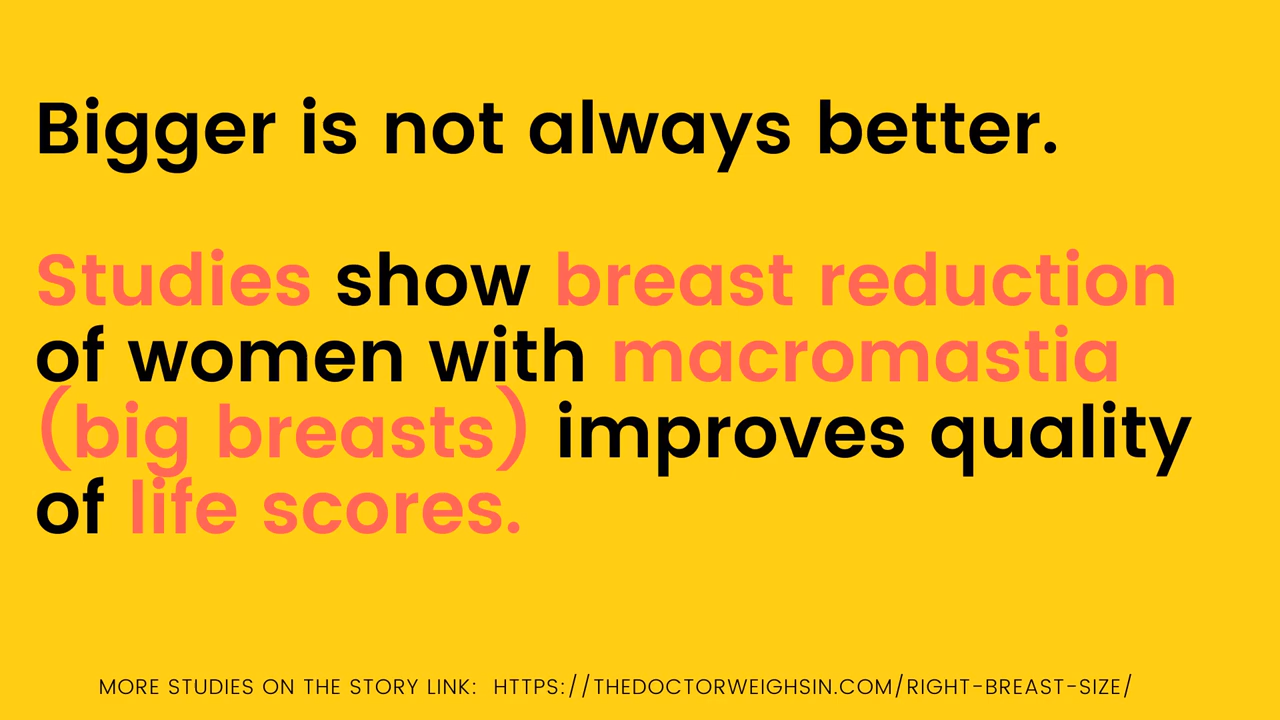 Bigger is not always better.
Studies show breast reduction
of women with macromastia
(big breasts) improves quality
of life scores.
MORE STUDIES ON THE STORY LINK: HTTPS://THEDOCTORWEIGHSIN.COM/RIGHT-BREAST-SIZE/